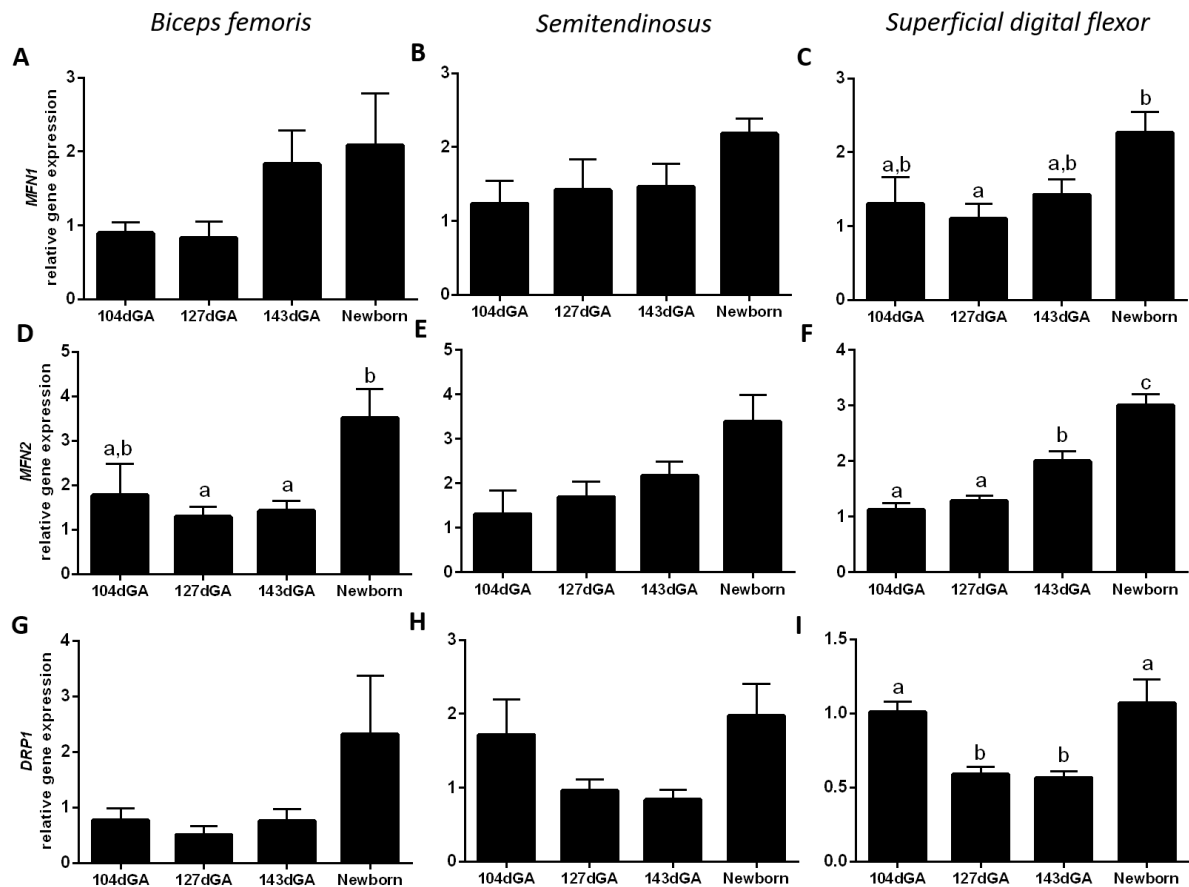 Biceps femoris
Semitendinosus
Superficial digital flexor
A
MFN1
relative gene expression
3
2
1
0
104dGA 127dGA 143dGA Newborn
B
3
2
1
0
104dGA 127dGA 143dGA Newborn
C
3
2
1
0
a,b
a
a,b
b
104dGA 127dGA 143dGA Newborn
D
MFN2
relative gene expression
5
4
3
2
1
0
a,b
a
a
b
104dGA 127dGA 143dGA Newborn
E
5
4
3
2
1
0
104dGA 127dGA 143dGA Newborn
F
4
3
2
1
0
a
a
b
c
104dGA 127dGA 143dGA Newborn
G
DRP1
relative gene expression
4
3
2
1
0
104dGA 127dGA 143dGA Newborn
H
3
2
1
0
104dGA 127dGA 143dGA Newborn
I
1.5
1.0
0.5
0.0
a
b
b
a
104dGA 127dGA 143dGA Newborn